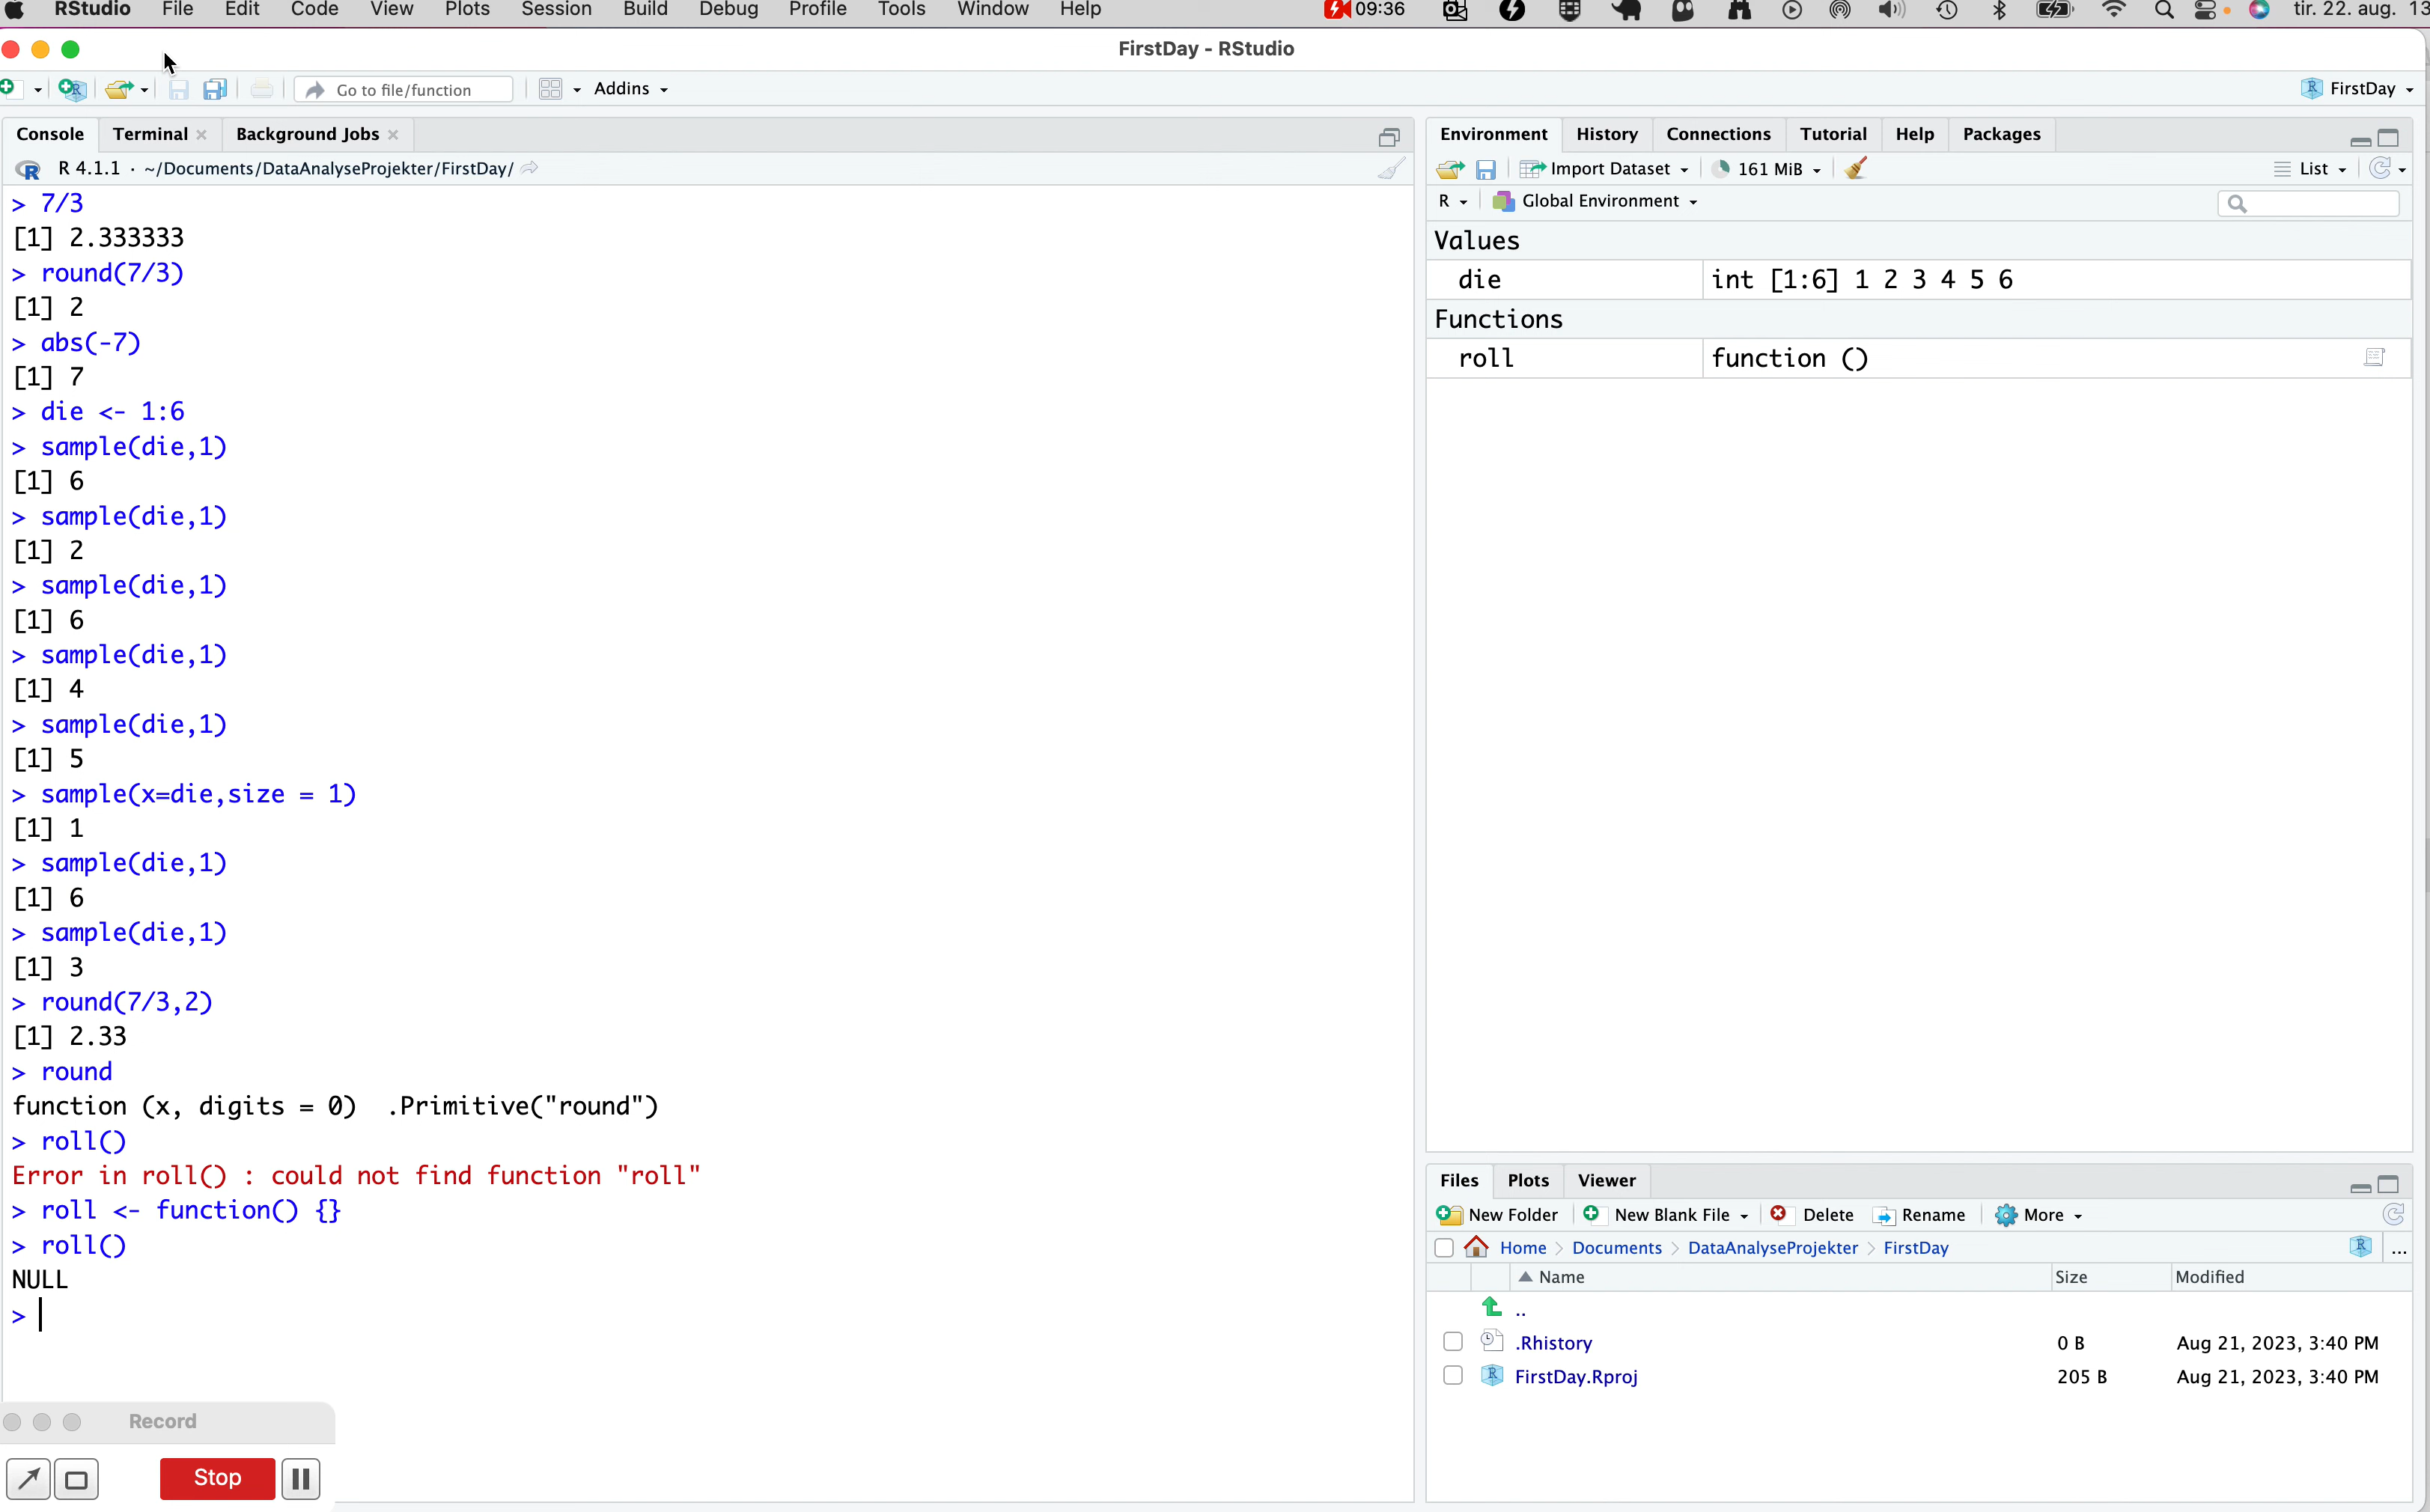 RStudio File Edit Code View Plots Session Build Debug Profile Tools Window Help 09:36 tir. 22. aug. 13
FirstDay - RStudio
Go to file/function Addins FirstDay
Console Terminal Background Jobs
R 4.1.1 · ~/Documents/DataAnalyseProjekter/FirstDay/
> 7/3
[1] 2.333333
> round(7/3)
[1] 2
> abs(-7)
[1] 7
> die <- 1:6
> sample(die,1)
[1] 6
> sample(die,1)
[1] 2
> sample(die,1)
[1] 6
> sample(die,1)
[1] 4
> sample(die,1)
[1] 5
> sample(x=die,size = 1)
[1] 1
> sample(die,1)
[1] 6
> sample(die,1)
[1] 3
> round(7/3,2)
[1] 2.33
> round
function (x, digits = 0)  .Primitive("round")
> roll()
Error in roll() : could not find function "roll"
> roll <- function() {}
> roll()
NULL
>
Record
Stop
Environment History Connections Tutorial Help Packages
Import Dataset 161 MiB List
R Global Environment
Values
die int [1:6] 1 2 3 4 5 6
Functions
roll function ()
Files Plots Viewer
New Folder New Blank File Delete Rename More
Home > Documents > DataAnalyseProjekter > FirstDay ...
Name Size Modified
..
.Rhistory 0 B Aug 21, 2023, 3:40 PM
FirstDay.Rproj 205 B Aug 21, 2023, 3:40 PM